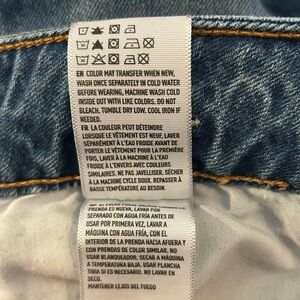 EN COLOR MAY TRANSFER WHEN NEW,
WASH ONCE SEPARATELY IN COLD WATER
BEFORE WEARING, MACHINE WASH COLD
INSIDE OUT WITH LIKE COLORS. DO NOT
BLEACH. TUMBLE DRY LOW. COOL IRON IF
NEEDED.
FR LA COULEUR PEUT DÉTEINDRE
LORSQUE LE VÊTEMENT EST NEUF, LAVER
SÉPARÉMENT À L'EAU FROIDE AVANT DE
PORTER LE VÊTEMENT POUR LA PREMIÈRE
FOIS, LAVER À LA MACHINE À L'EAU
FROIDE À L'ENVERS AVEC COULEURS
SIMILAIRES. NE PAS JAVELLISER. SÉCHER
À LA MACHINE CYCLE DOUX. REPASSER À
BASSE TEMPÉRATURE AU BESOIN.
PRENDA ES NUEVA, LAVAR POR
SEPARADO CON AGUA FRÍA ANTES DE
USAR POR PRIMERA VEZ, LAVAR A
MÁQUINA CON AGUA FRÍA, CON EL
INTERIOR DE LA PRENDA HACIA AFUERA Y
CON PRENDAS DE COLOR SIMILAR. NO
USAR BLANQUEADOR. SECAR A MÁQUINA
A TEMPERATURA BAJA. USAR PLANCHA
TIBIA SI ES NECESARIO. NO LAVAR EN
SECO.
MANTENER LEJOS DEL FUEGO